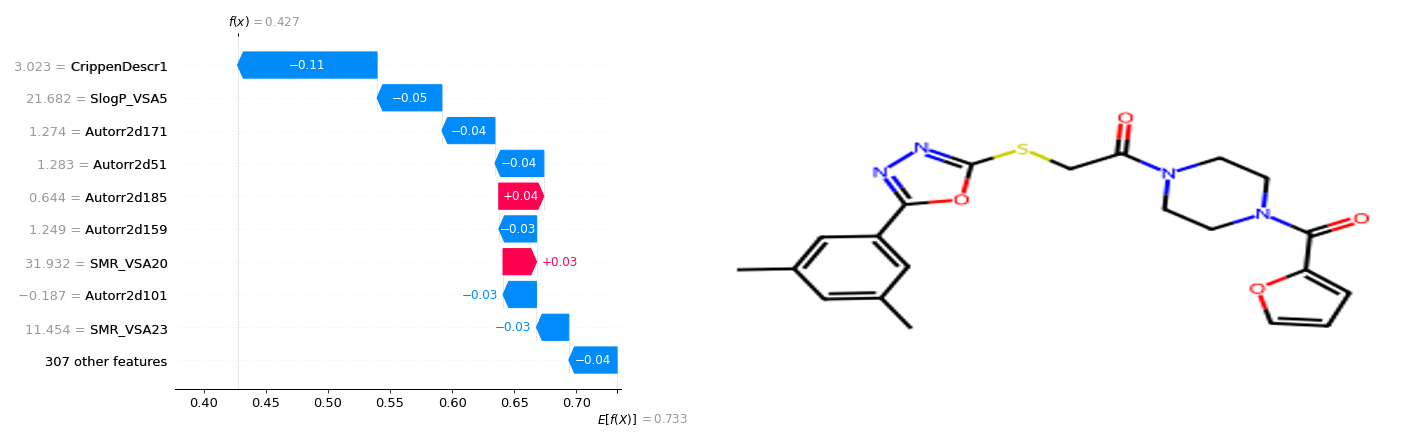 f(x) = 0.427
3.023 = CrippenDescr1
−0.11
21.682 = SlogP_VSA5
−0.05
1.274 = Autorr2d171
−0.04
1.283 = Autorr2d51
−0.04
0.644 = Autorr2d185
+0.04
1.249 = Autorr2d159
−0.03
31.932 = SMR_VSA20
+0.03
−0.187 = Autorr2d101
−0.03
11.454 = SMR_VSA23
−0.03
307 other features
−0.04
0.40 0.45 0.50 0.55 0.60 0.65 0.70
E[f(X)] = 0.733
O
N S
N N
O
N O
O